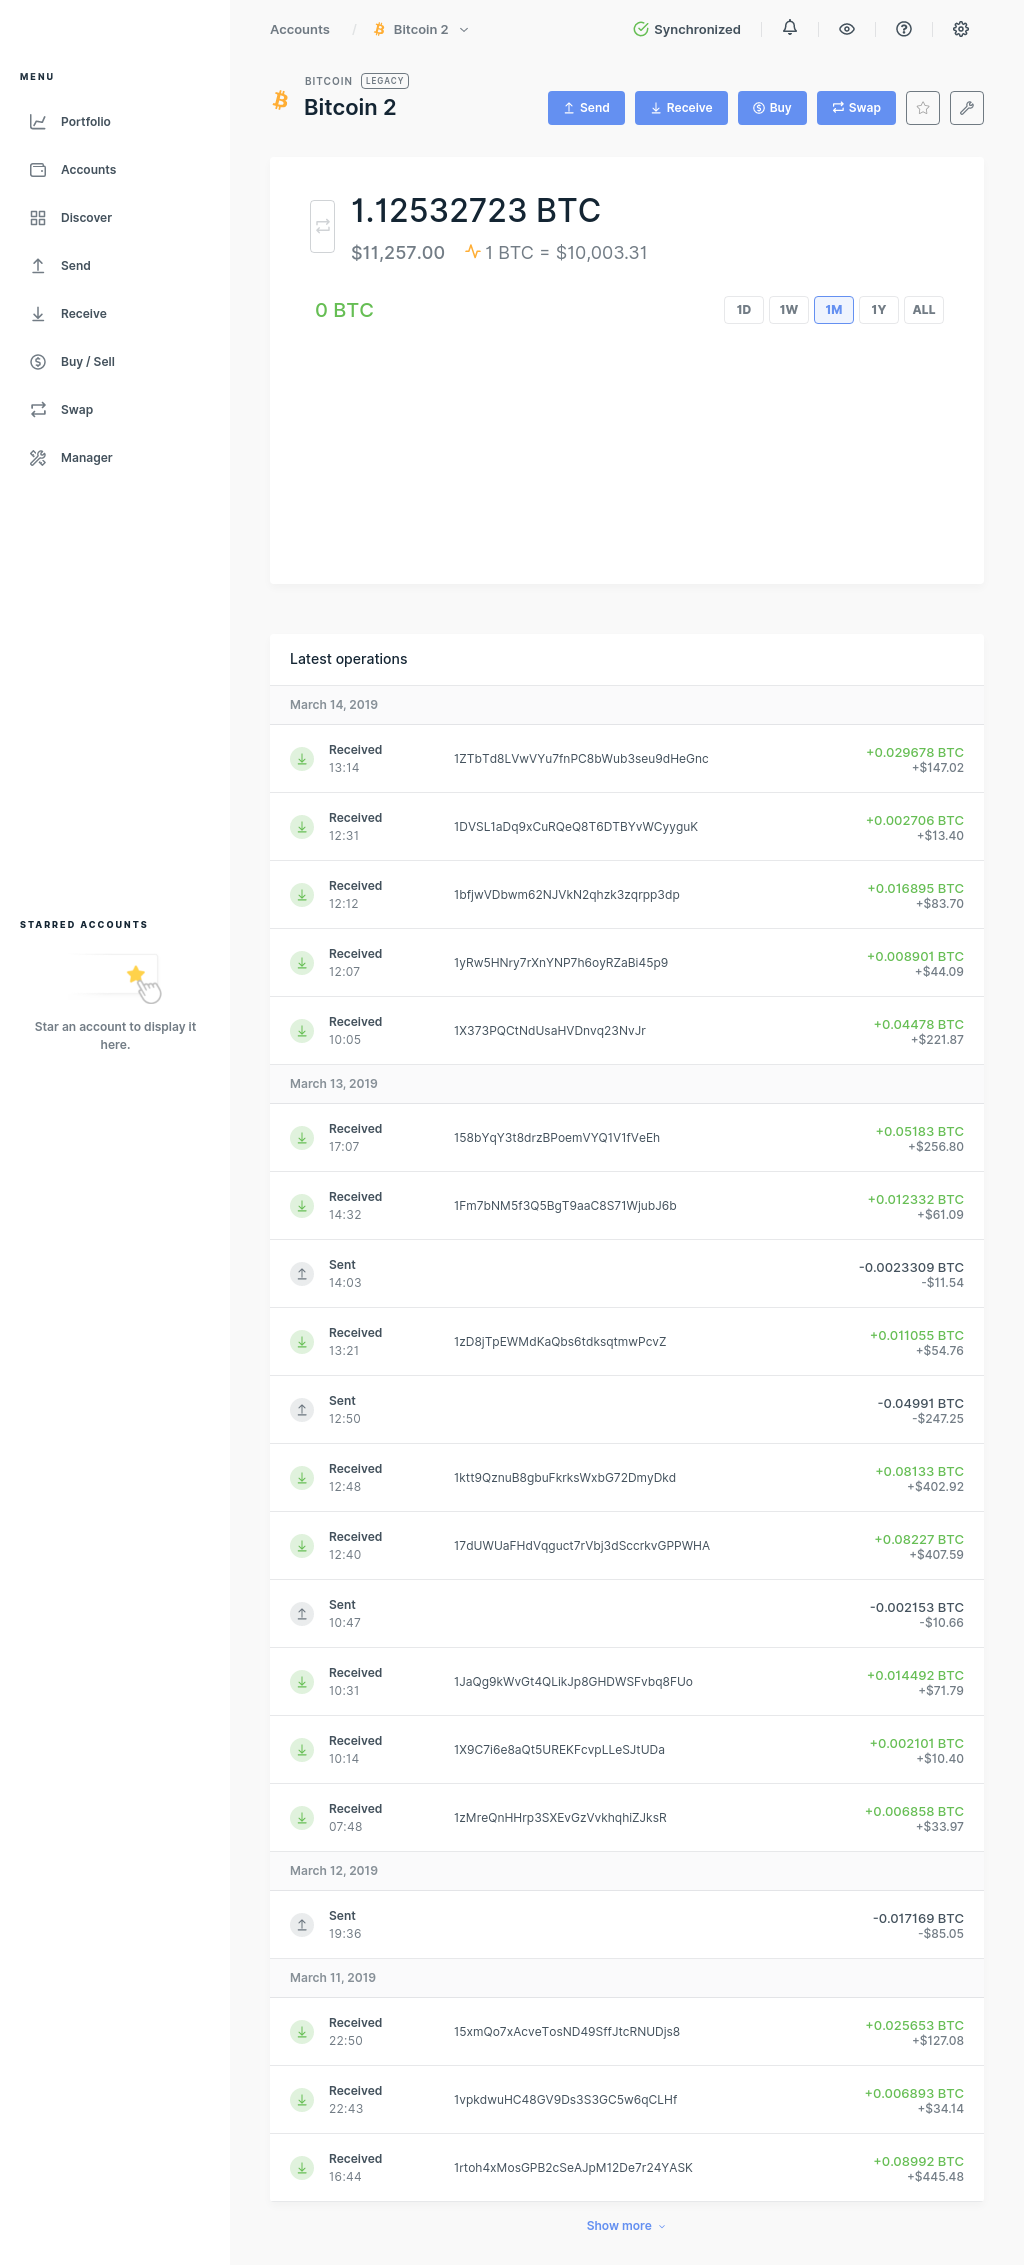 Accounts / Bitcoin 2 Synchronized
MENU
Portfolio
Accounts
Discover
Send
Receive
Buy / Sell
Swap
Manager
STARRED ACCOUNTS
Star an account to display it
here.
BITCOIN LEGACY
Bitcoin 2
Send Receive Buy Swap
1.12532723 BTC
$11,257.00 1 BTC = $10,003.31
0 BTC 1D 1W 1M 1Y ALL
Latest operations
March 14, 2019
Received 1ZTbTd8LVwVYu7fnPC8bWub3seu9dHeGnc +0.029678 BTC
13:14 +$147.02
Received 1DVSL1aDq9xCuRQeQ8T6DTBYvWCyyguK +0.002706 BTC
12:31 +$13.40
Received 1bfjwVDbwm62NJVkN2qhzk3zqrpp3dp +0.016895 BTC
12:12 +$83.70
Received 1yRw5HNry7rXnYNP7h6oyRZaBi45p9 +0.008901 BTC
12:07 +$44.09
Received 1X373PQCtNdUsaHVDnvq23NvJr +0.04478 BTC
10:05 +$221.87
March 13, 2019
Received 158bYqY3t8drzBPoemVYQ1V1fVeEh +0.05183 BTC
17:07 +$256.80
Received 1Fm7bNM5f3Q5BgT9aaC8S71WjubJ6b +0.012332 BTC
14:32 +$61.09
Sent -0.0023309 BTC
14:03 -$11.54
Received 1zD8jTpEWMdKaQbs6tdksqtmwPcvZ +0.011055 BTC
13:21 +$54.76
Sent -0.04991 BTC
12:50 -$247.25
Received 1ktt9QznuB8gbuFkrksWxbG72DmyDkd +0.08133 BTC
12:48 +$402.92
Received 17dUWUaFHdVqguct7rVbj3dSccrkvGPPWHA +0.08227 BTC
12:40 +$407.59
Sent -0.002153 BTC
10:47 -$10.66
Received 1JaQg9kWvGt4QLikJp8GHDWSFvbq8FUo +0.014492 BTC
10:31 +$71.79
Received 1X9C7i6e8aQt5UREKFcvpLLeSJtUDa +0.002101 BTC
10:14 +$10.40
Received 1zMreQnHHrp3SXEvGzVvkhqhiZJksR +0.006858 BTC
07:48 +$33.97
March 12, 2019
Sent -0.017169 BTC
19:36 -$85.05
March 11, 2019
Received 15xmQo7xAcveTosND49SffJtcRNUDjs8 +0.025653 BTC
22:50 +$127.08
Received 1vpkdwuHC48GV9Ds3S3GC5w6qCLHf +0.006893 BTC
22:43 +$34.14
Received 1rtoh4xMosGPB2cSeAJpM12De7r24YASK +0.08992 BTC
16:44 +$445.48
Show more